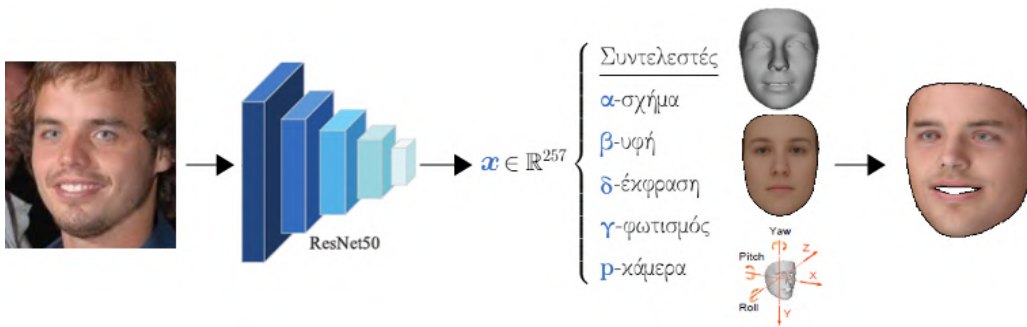 ResNet50
x ∈ ℝ²⁵⁷
Συντελεστές
α-σχήμα
β-υφή
δ-έκφραση
γ-φωτισμός
p-κάμερα
Yaw
Pitch
Z
X
Roll
Y